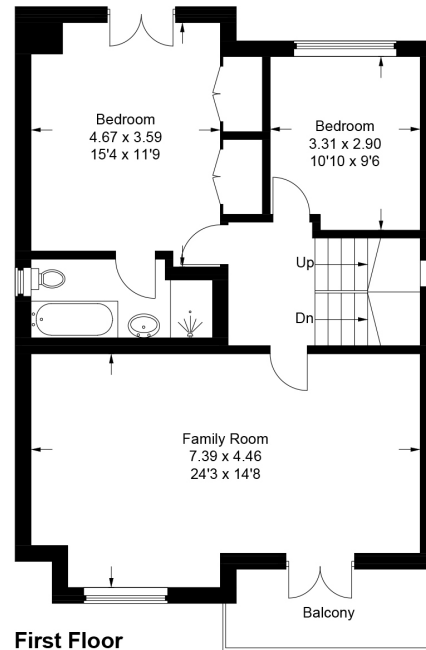 Bedroom
4.67 x 3.59
15'4 x 11'9
Bedroom
3.31 x 2.90
10'10 x 9'6
Up
Dn
Family Room
7.39 x 4.46
24'3 x 14'8
Balcony
First Floor